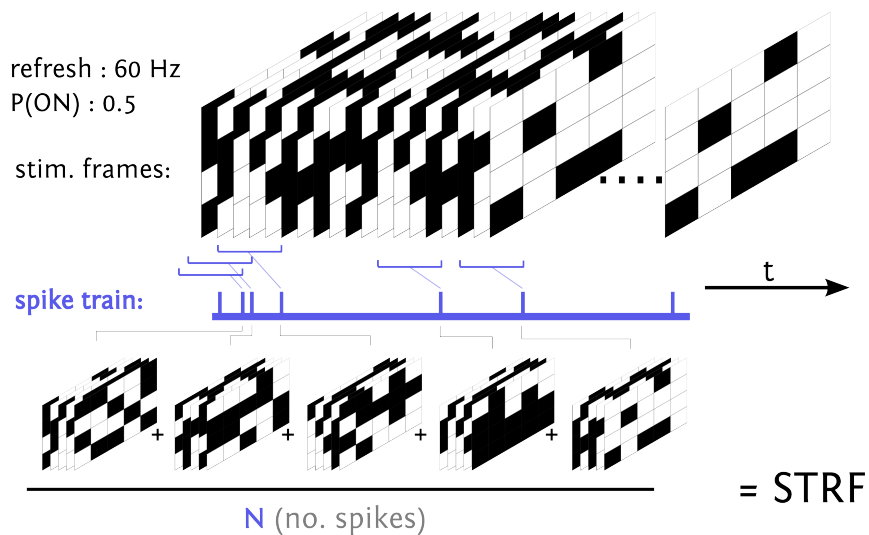 refresh : 60 Hz
P(ON) : 0.5
stim. frames:
t
spike train:
+ + + +
= STRF
N (no. spikes)